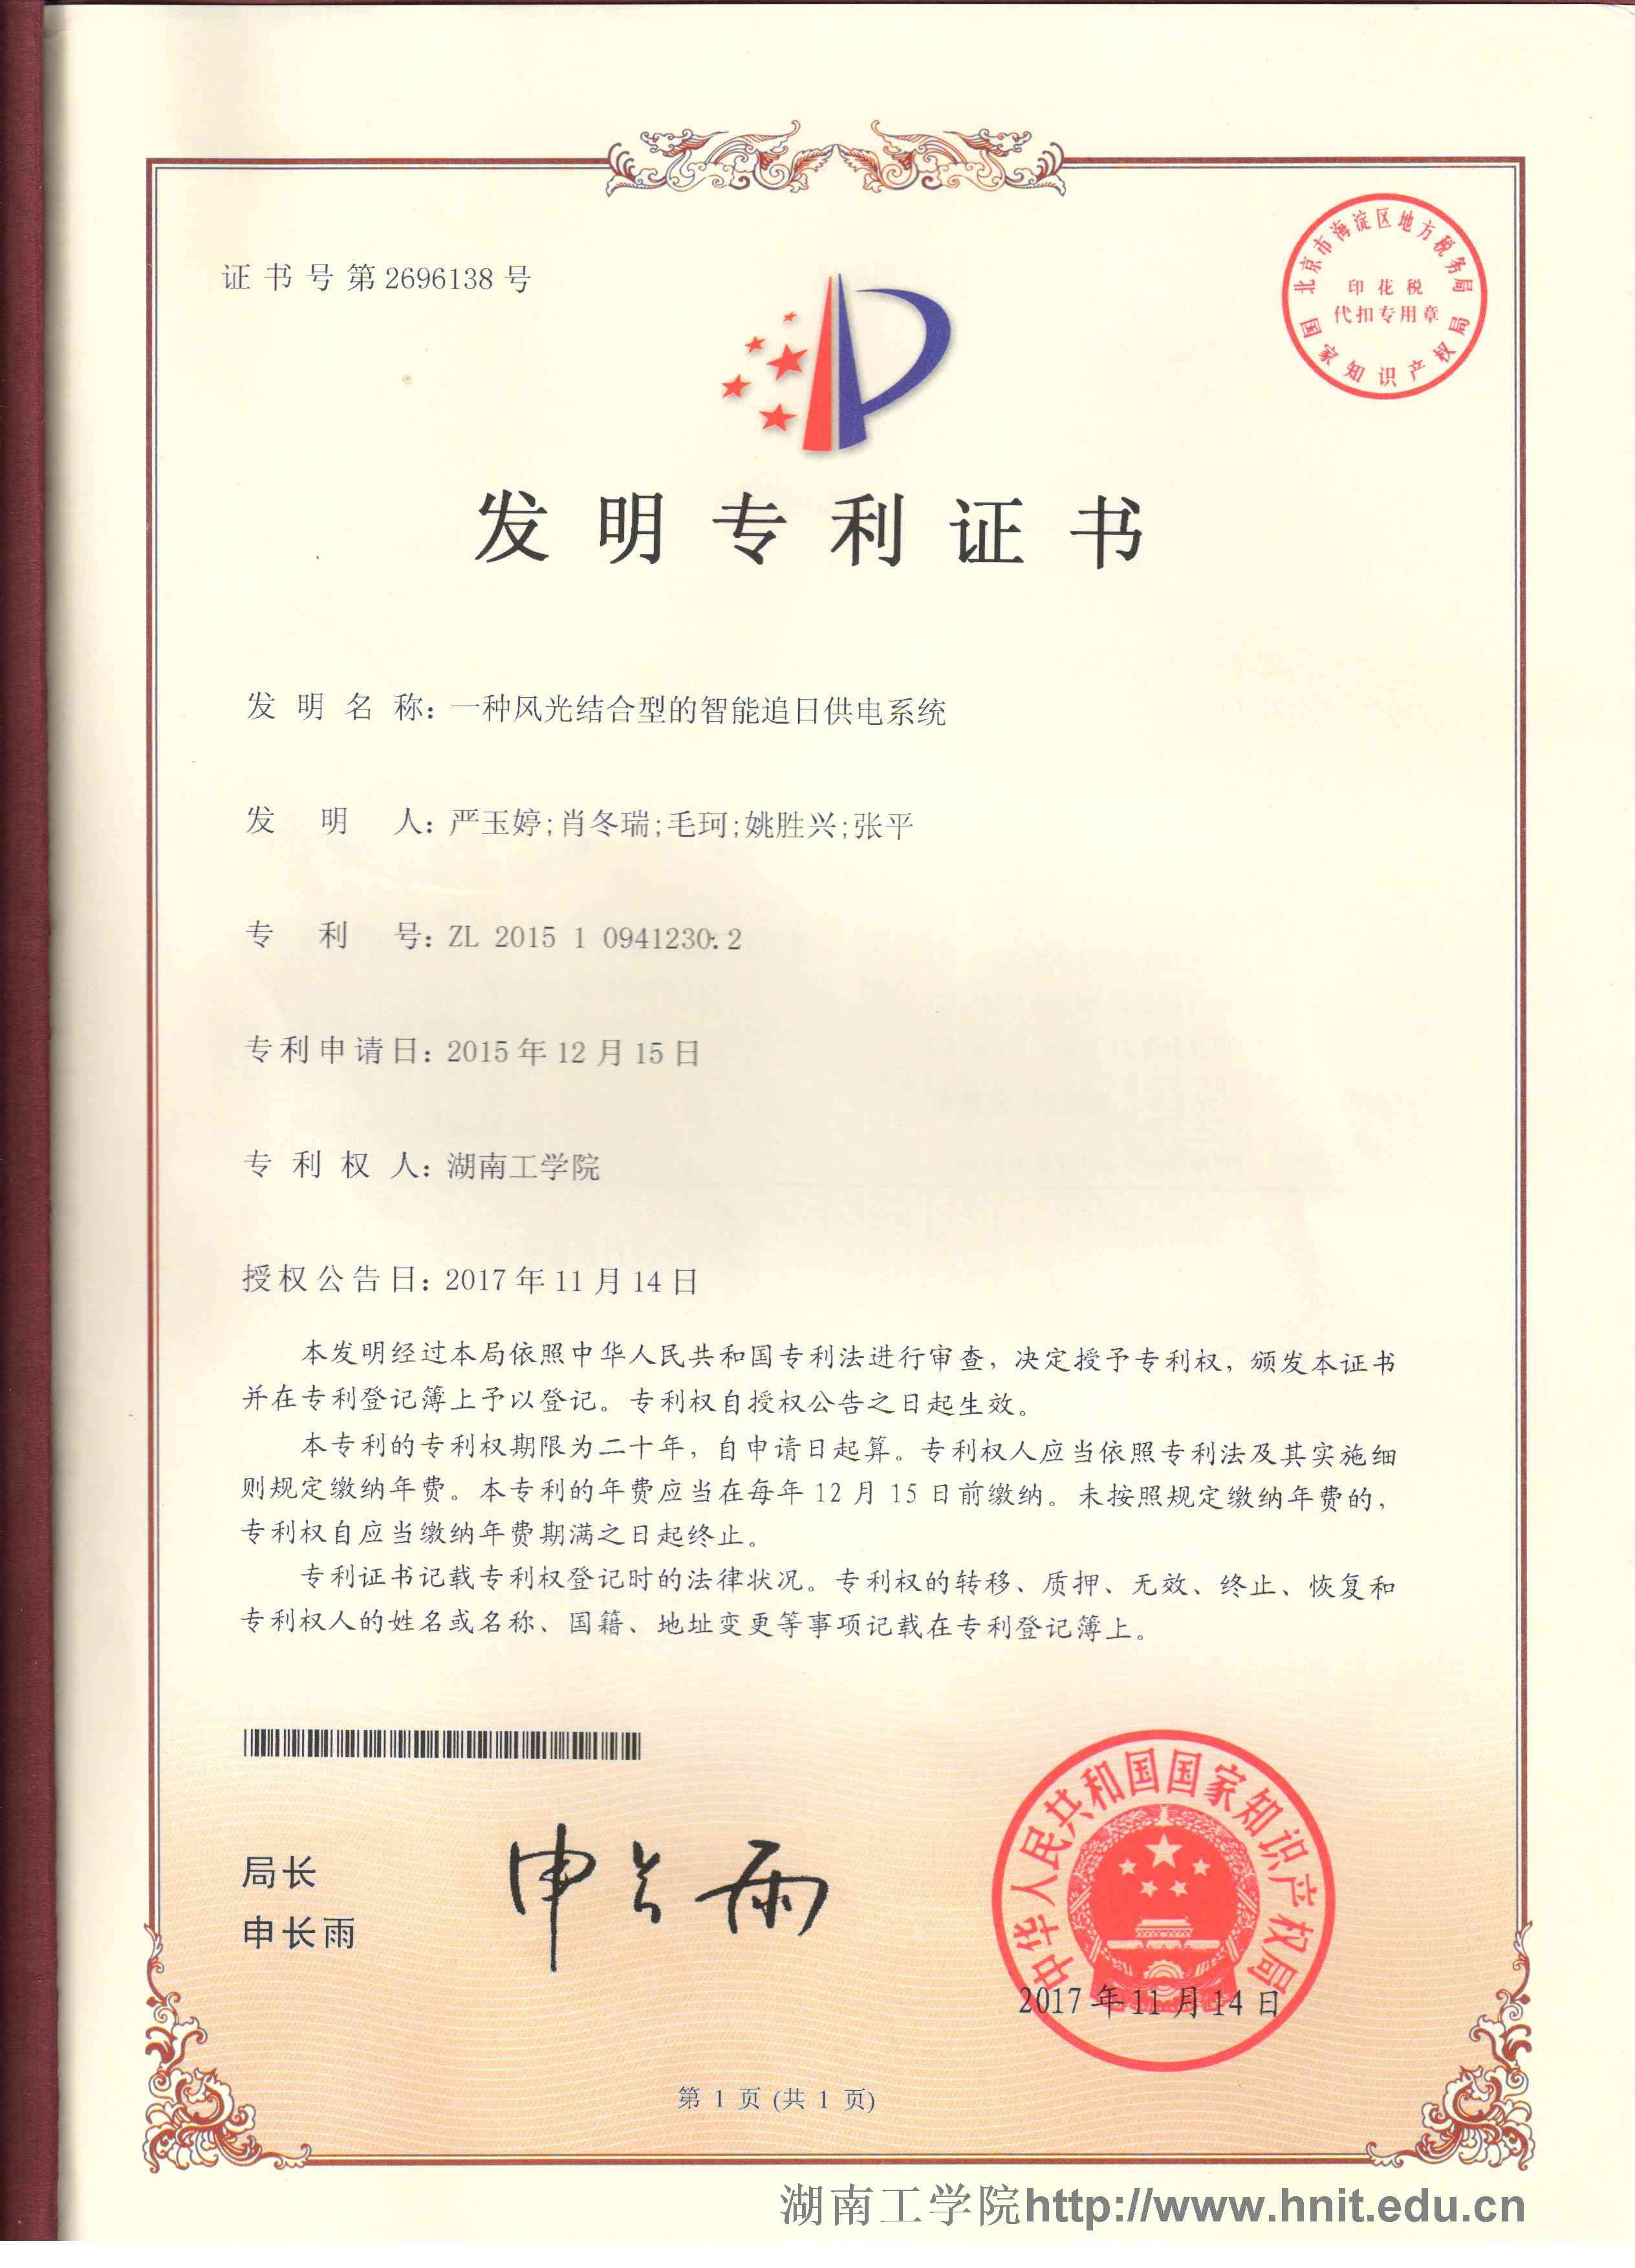 证书号第2696138号
北京市海淀区地方税务局
印花税
代扣专用章
国家知识产权局
发明专利证书
发明名称：一种风光结合型的智能追日供电系统
发明人：严玉婷;肖冬瑞;毛珂;姚胜兴;张平
专利号：ZL 2015 1 0941230.2
专利申请日：2015年12月15日
专利权人：湖南工学院
授权公告日：2017年11月14日
本发明经过本局依照中华人民共和国专利法进行审查，决定授予专利权，颁发本证书
并在专利登记簿上予以登记。专利权自授权公告之日起生效。
本专利的专利权期限为二十年，自申请日起算。专利权人应当依照专利法及其实施细
则规定缴纳年费。本专利的年费应当在每年12月15日前缴纳。未按照规定缴纳年费的，
专利权自应当缴纳年费期满之日起终止。
专利证书记载专利权登记时的法律状况。专利权的转移、质押、无效、终止、恢复和
专利权人的姓名或名称、国籍、地址变更等事项记载在专利登记簿上。
局长
申长雨
申长雨
中华人民共和国国家知识产权局
2017年11月14日
第1页(共1页)
湖南工学院http://www.hnit.edu.cn